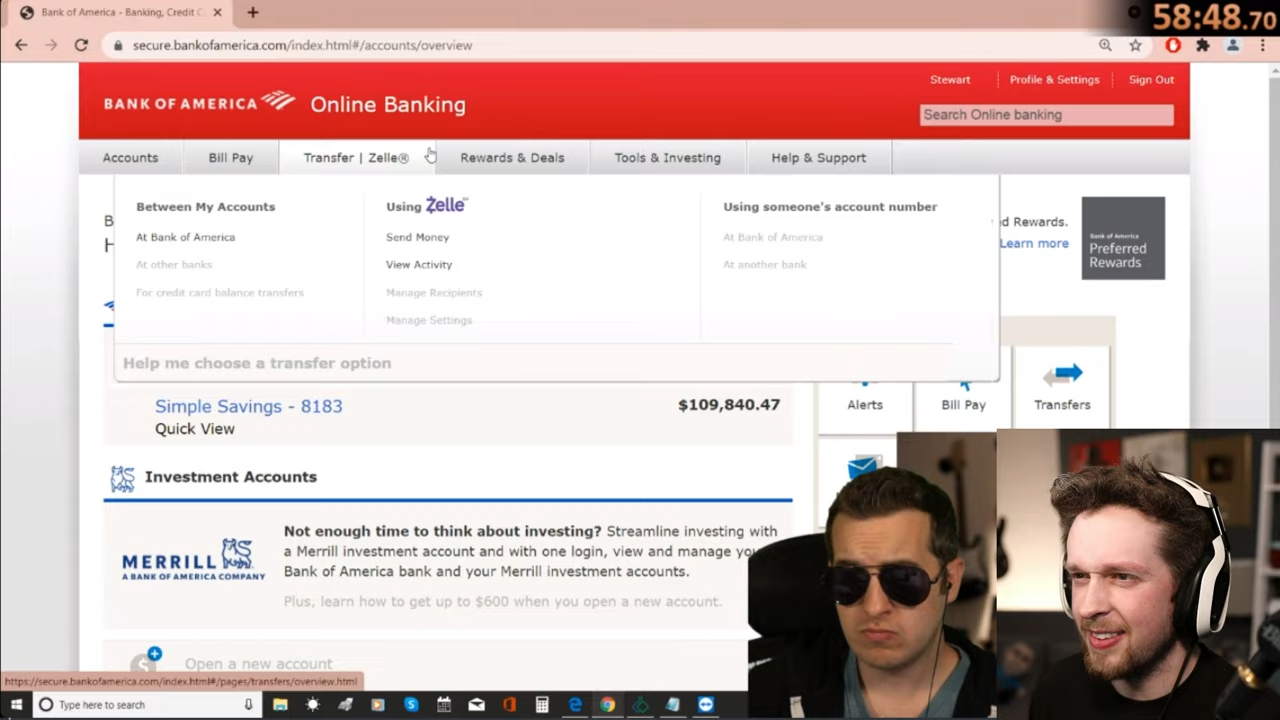 Bank of America - Banking, Credit C
58:48.70
secure.bankofamerica.com/index.html#/accounts/overview
Stewart
Profile & Settings
Sign Out
BANK OF AMERICA
Online Banking
Search Online banking
Accounts
Bill Pay
Transfer | Zelle®
Rewards & Deals
Tools & Investing
Help & Support
Between My Accounts
Using Zelle
Using someone's account number
B
d Rewards.
At Bank of America
Send Money
At Bank of America
H
Learn more
Bank of America
Preferred
Rewards
At other banks
View Activity
At another bank
For credit card balance transfers
Manage Recipients
Manage Settings
Help me choose a transfer option
Simple Savings - 8183
$109,840.47
Quick View
Alerts
Bill Pay
Transfers
Investment Accounts
MERRILL
A BANK OF AMERICA COMPANY
Not enough time to think about investing? Streamline investing with
a Merrill investment account and with one login, view and manage yo
Bank of America bank and your Merrill investment accounts.
Plus, learn how to get up to $600 when you open a new account.
Open a new account
https://secure.bankofamerica.com/index.html#/pages/transfers/overview.html
Type here to search